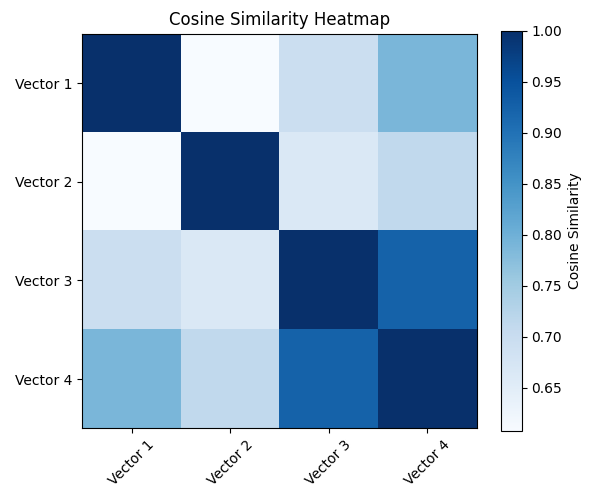 Cosine Similarity Heatmap
Vector 1
Vector 2
Vector 3
Vector 4
Vector 1
Vector 2
Vector 3
Vector 4
1.00
0.95
0.90
0.85
0.80
0.75
0.70
0.65
Cosine Similarity